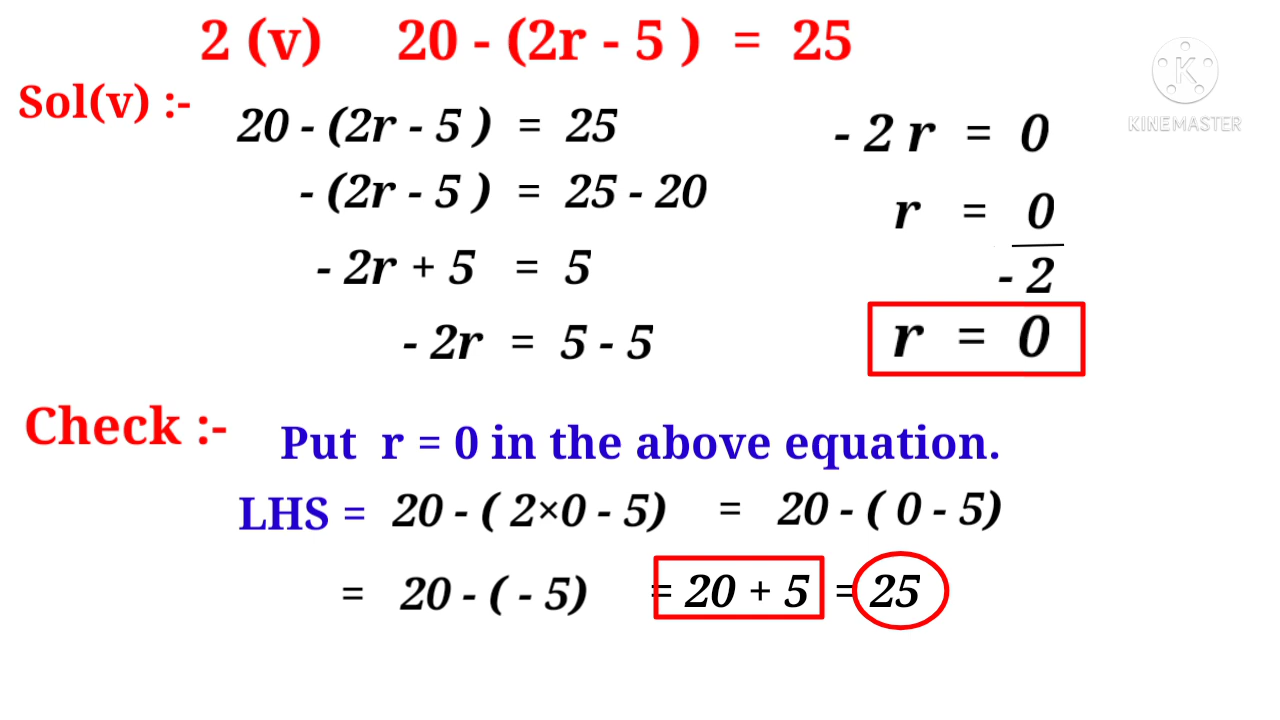 2 (v) 20 - (2r - 5 ) = 25
Sol(v) :-
20 - (2r - 5 ) = 25
- (2r - 5 ) = 25 - 20
- 2r + 5 = 5
- 2r = 5 - 5
- 2 r = 0
r = 0
- 2
r = 0
KINEMASTER
Check :-
Put r = 0 in the above equation.
LHS = 20 - ( 2×0 - 5) = 20 - ( 0 - 5)
= 20 - ( - 5) = 20 + 5 = 25